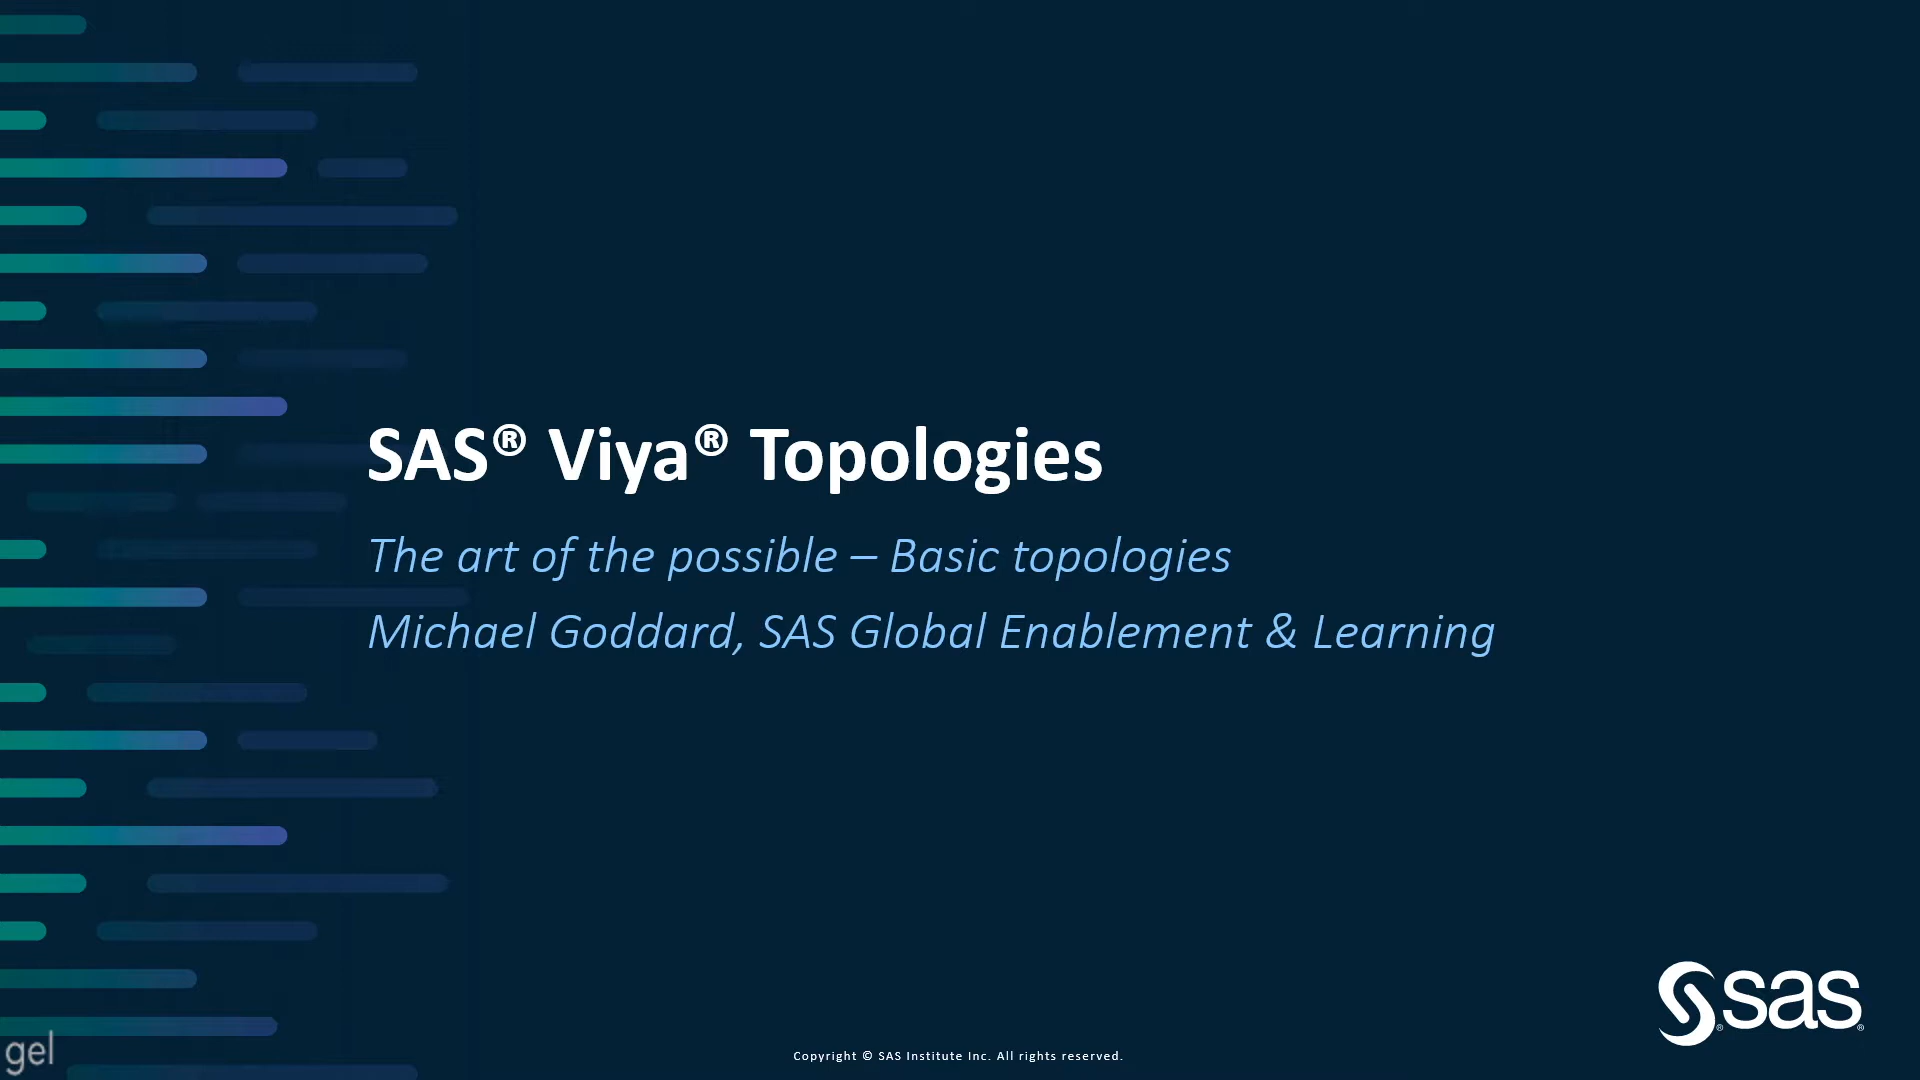 SAS® Viya® Topologies
The art of the possible – Basic topologies
Michael Goddard, SAS Global Enablement & Learning
sas
gel
Copyright © SAS Institute Inc. All rights reserved.